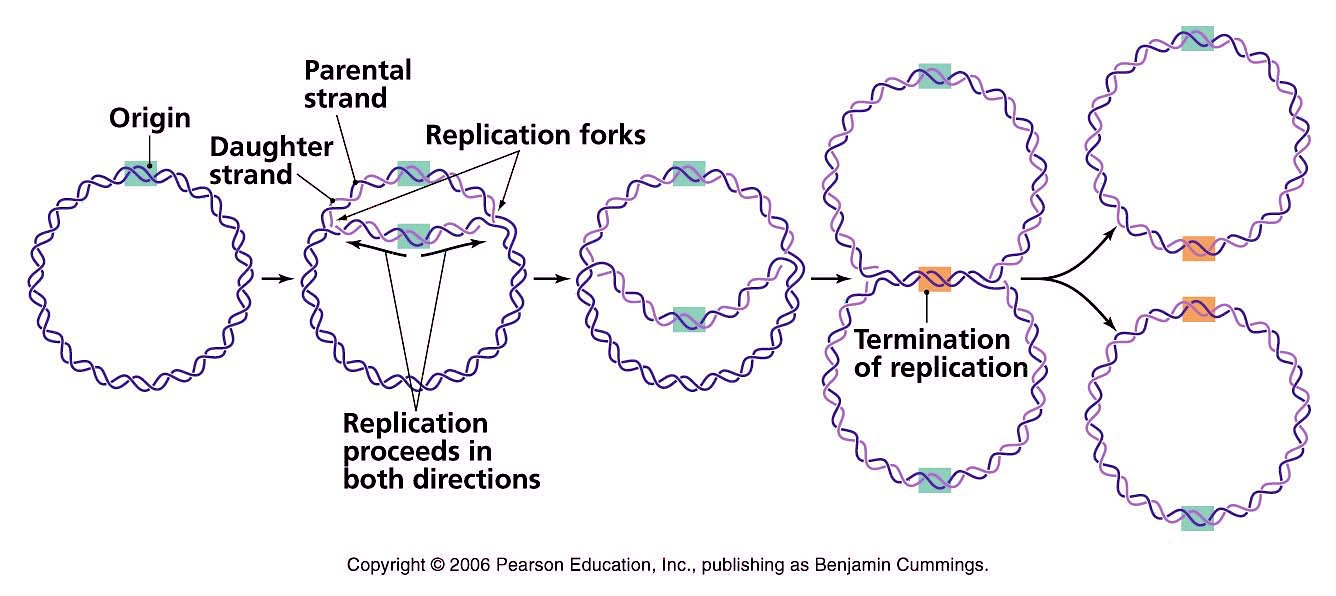 Parental
strand
Origin
Replication forks
Daughter
strand
Termination
of replication
Replication
proceeds in
both directions
Copyright © 2006 Pearson Education, Inc., publishing as Benjamin Cummings.